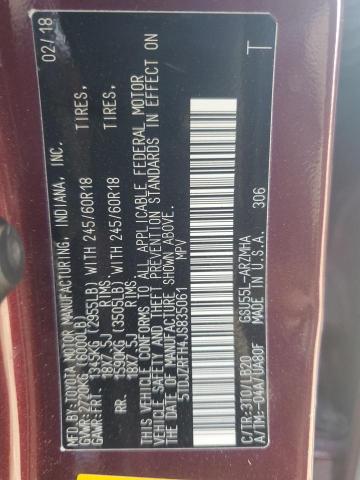 MFD.BY:TOYOTA MOTOR MANUFACTURING, INDIANA, INC. 02/18
GVWR:2720KG (6000LB)
GAWR:FRT. 1345KG (2955LB) WITH 245/60R18 TIRES,
18X7.5J RIMS
RR. 1590KG (3505LB) WITH 245/60R18 TIRES,
18X7.5J RIMS
THIS VEHICLE CONFORMS TO ALL APPLICABLE FEDERAL MOTOR
VEHICLE SAFETY, BUMPER, AND THEFT PREVENTION STANDARDS IN EFFECT ON
THE DATE OF MANUFACTURE SHOWN ABOVE.
5TDJZRFH4JS835061 MPV
C/TR:3T0/LB20 GSU55L-ARZMHA T
A/TM:-04A/UA80F MADE IN U.S.A. 306